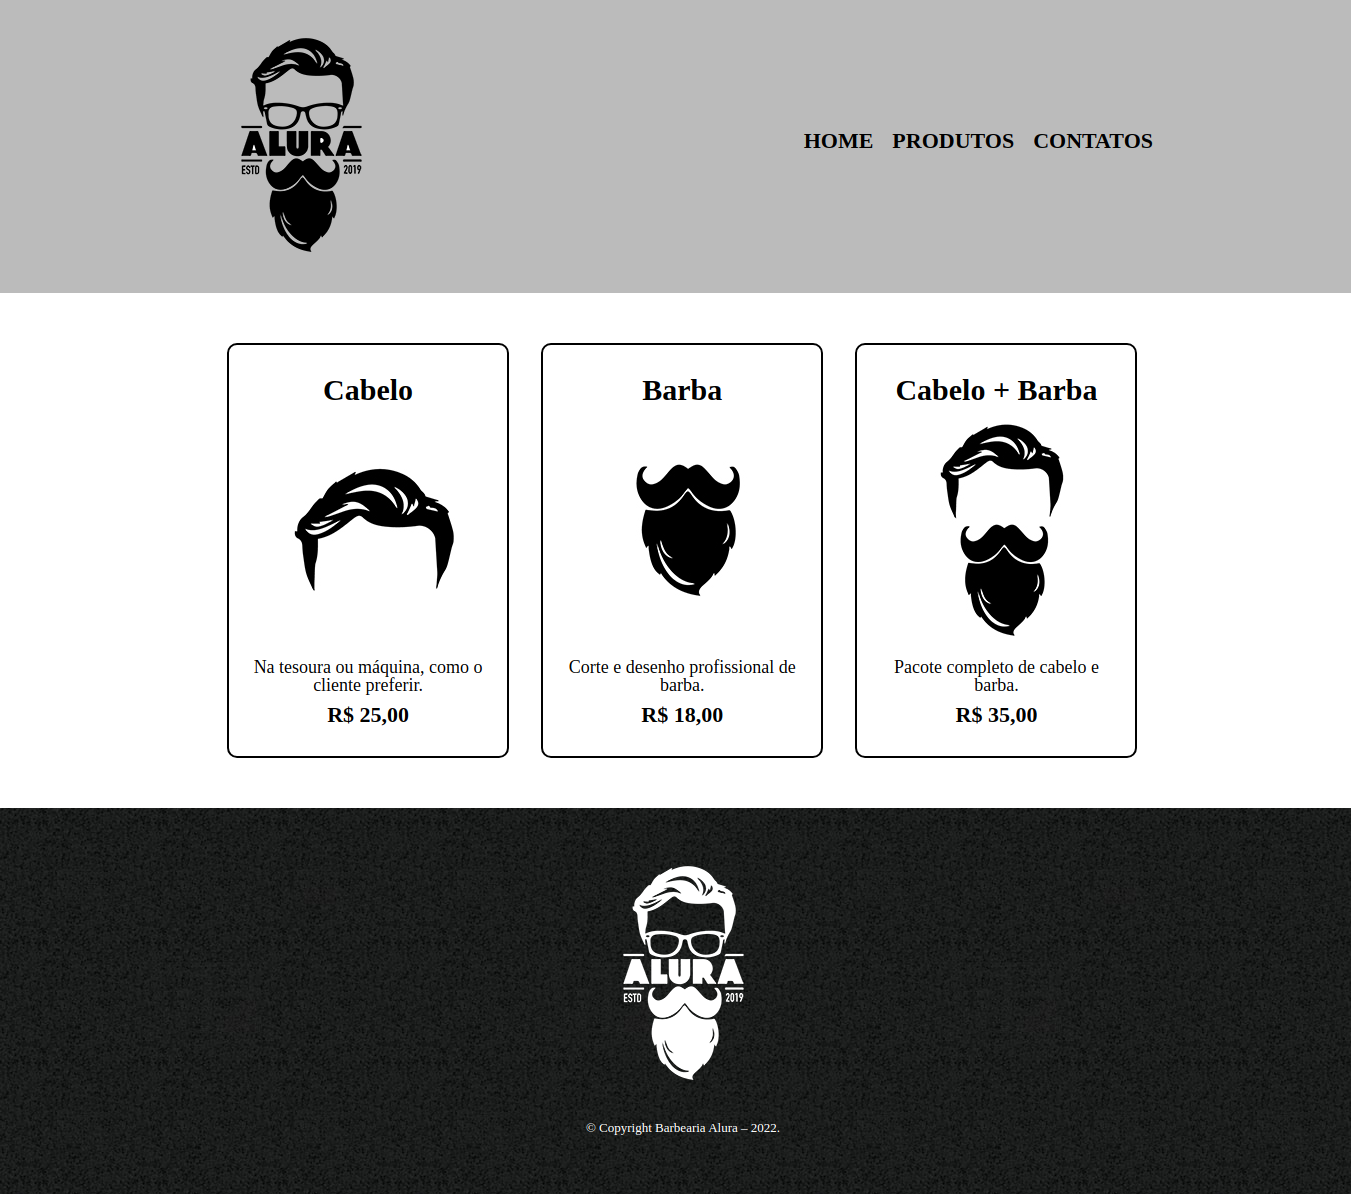 ALURA
ESTD 2019
HOME PRODUTOS CONTATOS
Cabelo
Na tesoura ou máquina, como o
cliente preferir.
R$ 25,00
Barba
Corte e desenho profissional de
barba.
R$ 18,00
Cabelo + Barba
Pacote completo de cabelo e
barba.
R$ 35,00
ALURA
ESTD 2019
© Copyright Barbearia Alura – 2022.